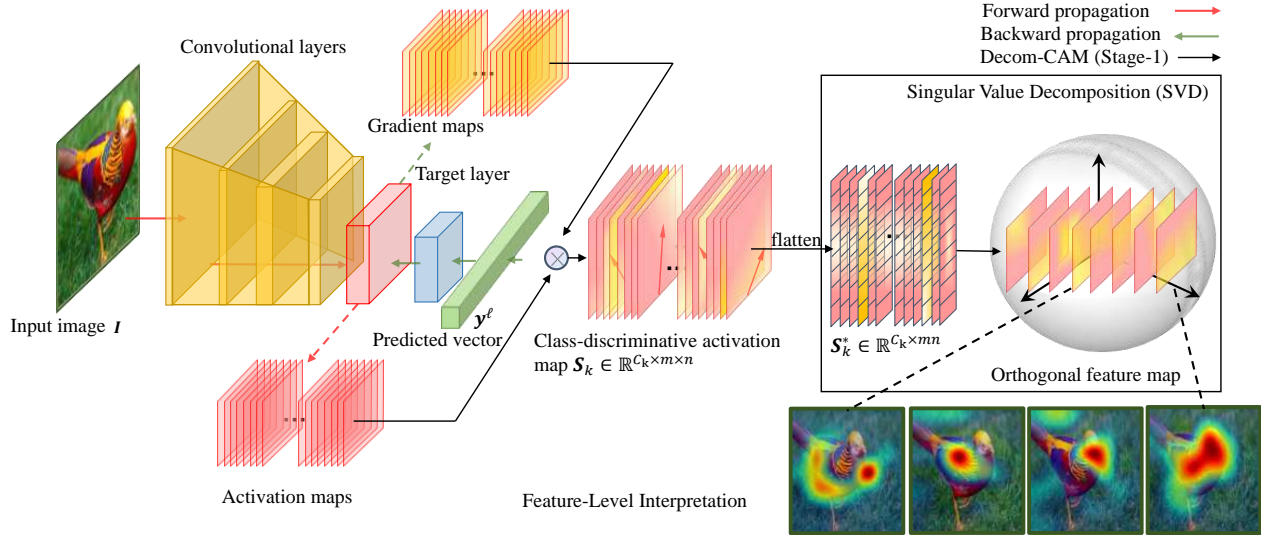 Forward propagation
Backward propagation
Decom-CAM (Stage-1)
Convolutional layers
Gradient maps
Target layer
Singular Value Decomposition (SVD)
flatten
Input image I
Predicted vector
y^ℓ
Class-discriminative activation
map S_k ∈ ℝ^{C_k×m×n}
S_k^* ∈ ℝ^{C_k×mn}
Orthogonal feature map
Activation maps
Feature-Level Interpretation